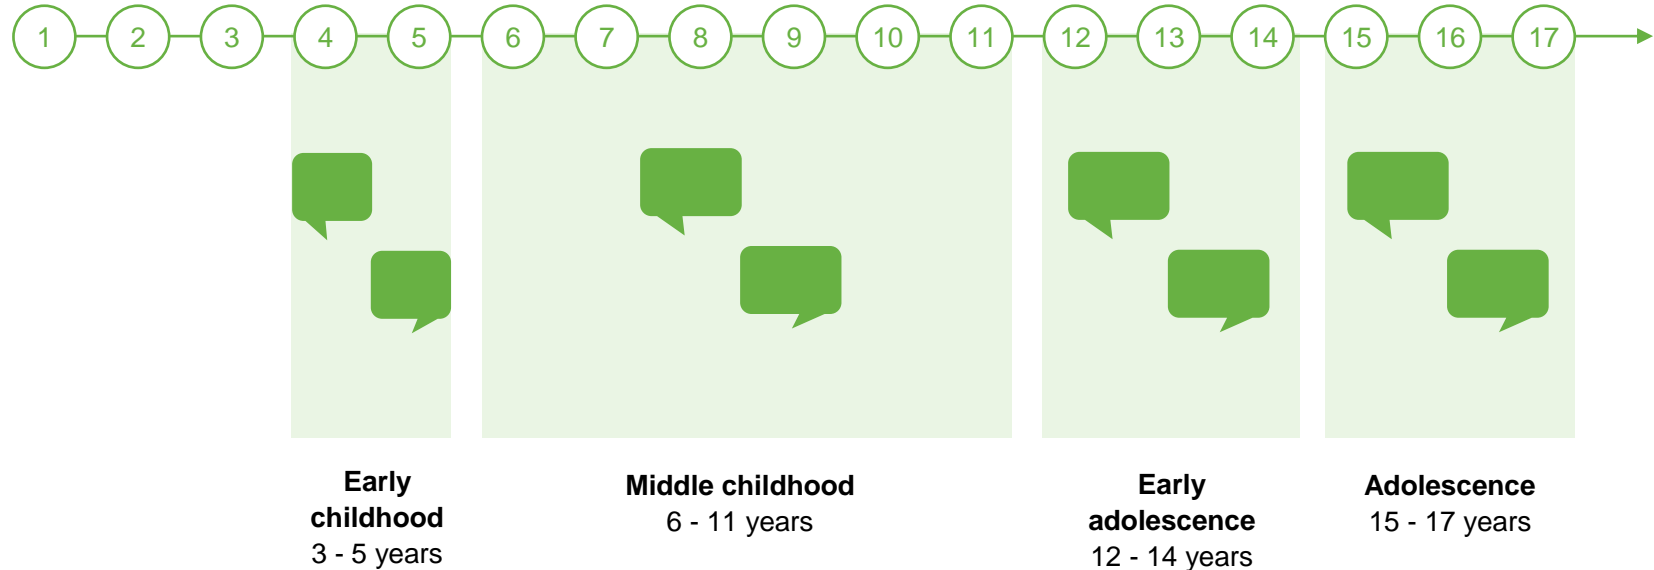 1 2 3 4 5 6 7 8 9 10 11 12 13 14 15 16 17
Early
childhood
3 - 5 years
Middle childhood
6 - 11 years
Early
adolescence
12 - 14 years
Adolescence
15 - 17 years